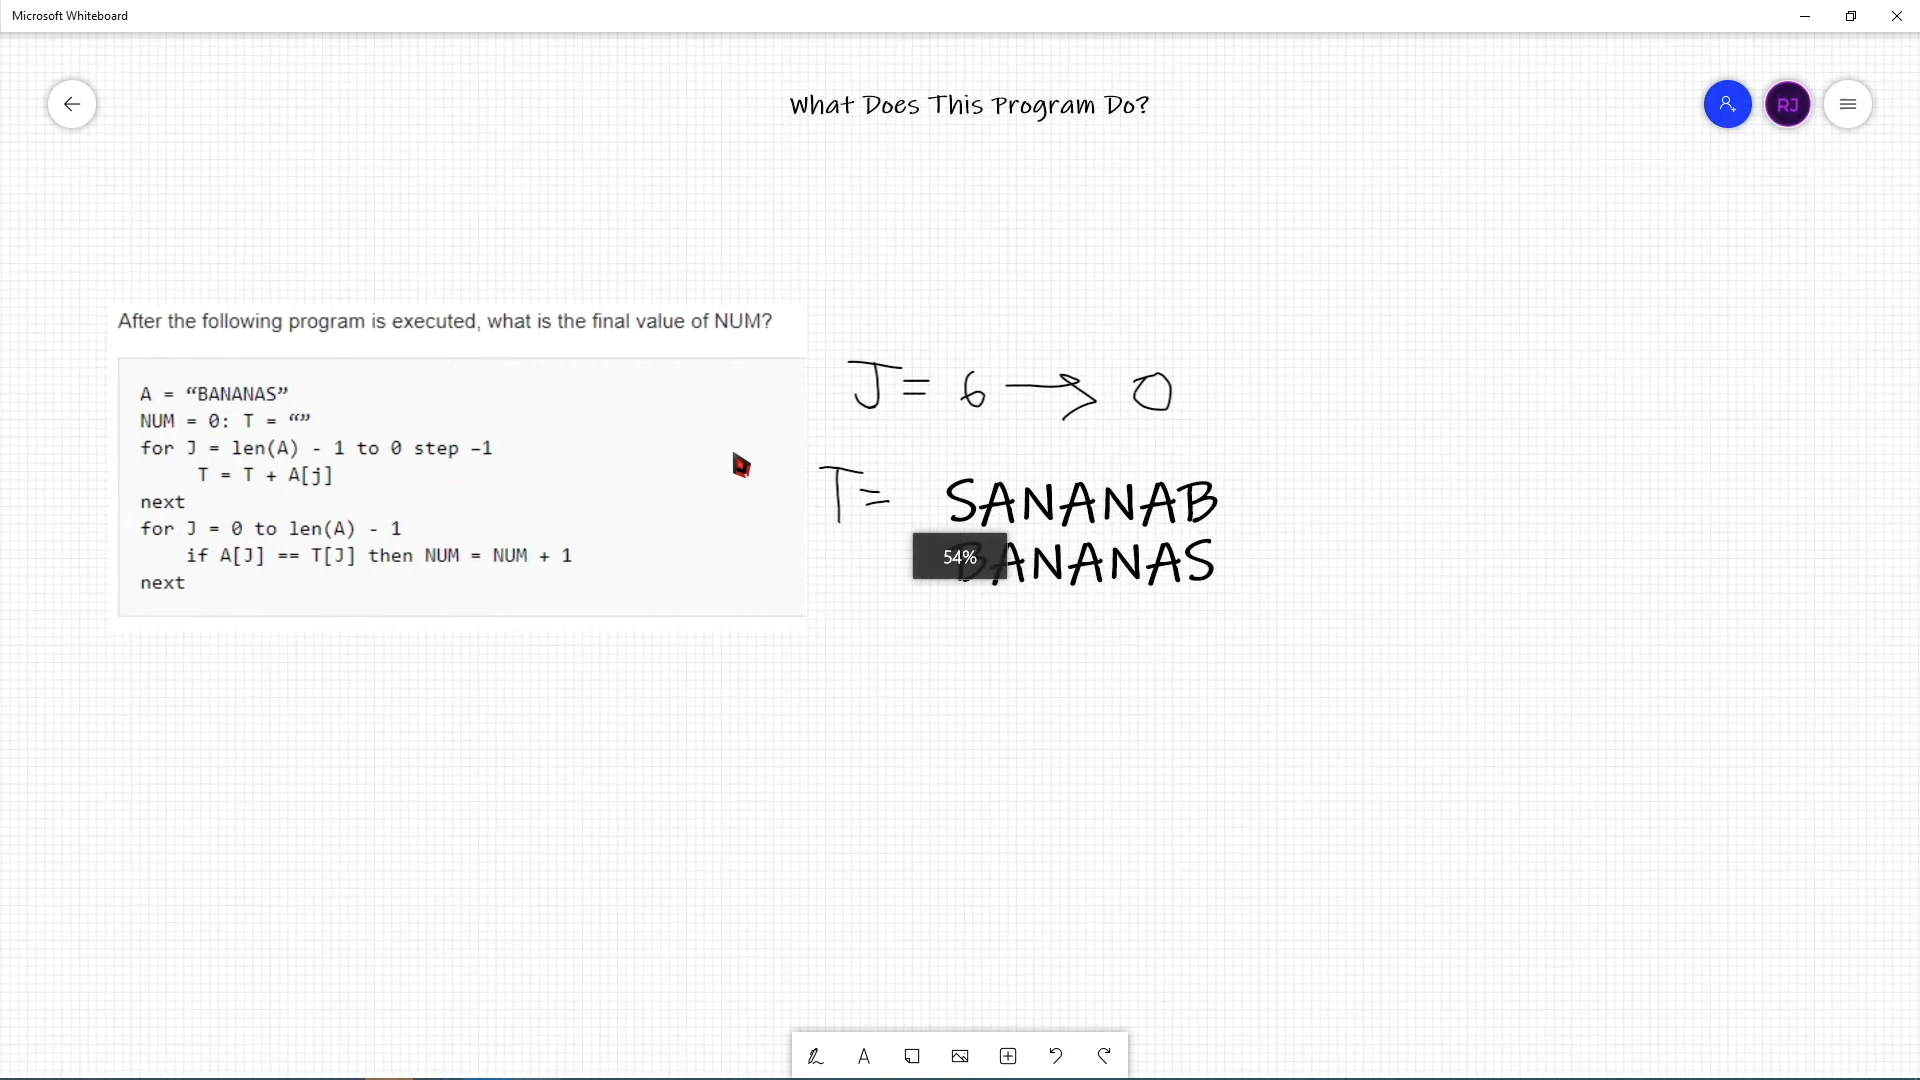 Microsoft Whiteboard
What Does This Program Do?
RJ
After the following program is executed, what is the final value of NUM?
A = “BANANAS”
NUM = 0: T = “”
for J = len(A) - 1 to 0 step –1
T = T + A[j]
next
for J = 0 to len(A) - 1
if A[J] == T[J] then NUM = NUM + 1
next
J = 6 → 0
T = SANANAB
BANANAS
54%